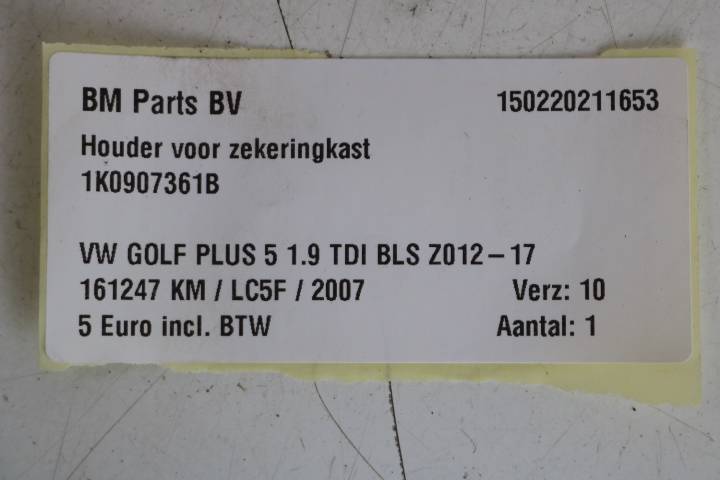 BM Parts BV 150220211653
Houder voor zekeringkast
1K0907361B
VW GOLF PLUS 5 1.9 TDI BLS Z012-17
161247 KM / LC5F / 2007 Verz: 10
5 Euro incl. BTW Aantal: 1